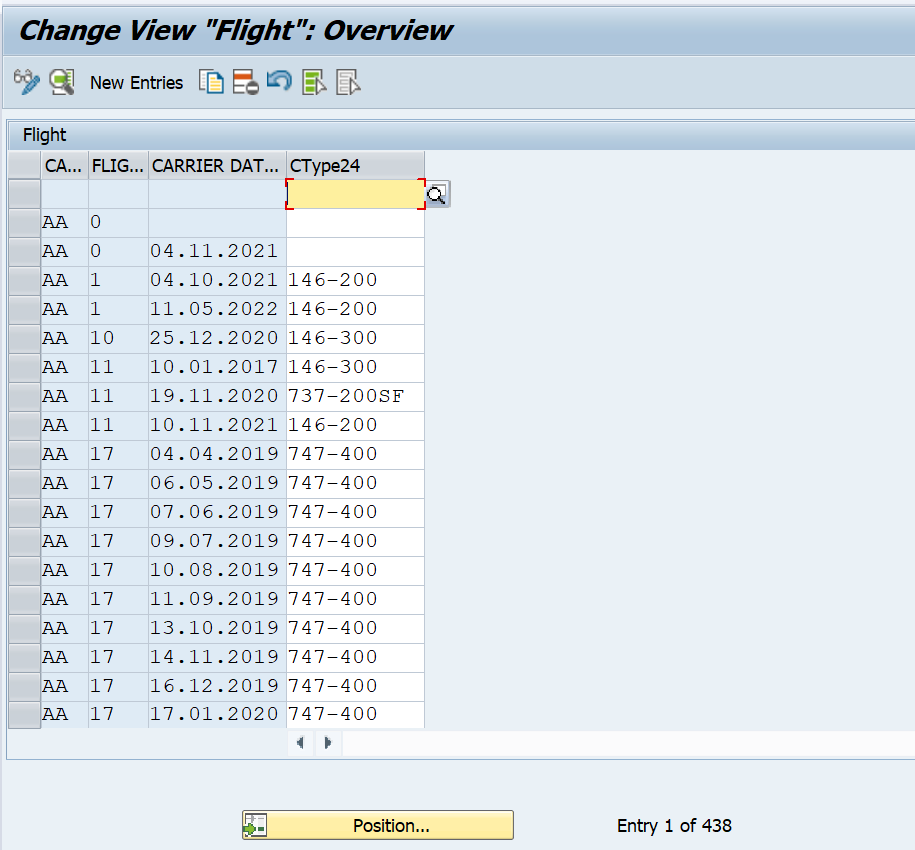 Change View "Flight": Overview
New Entries
Flight
CA... FLIG... CARRIER DAT... CType24
AA 0
AA 0 04.11.2021
AA 1 04.10.2021 146-200
AA 1 11.05.2022 146-200
AA 10 25.12.2020 146-300
AA 11 10.01.2017 146-300
AA 11 19.11.2020 737-200SF
AA 11 10.11.2021 146-200
AA 17 04.04.2019 747-400
AA 17 06.05.2019 747-400
AA 17 07.06.2019 747-400
AA 17 09.07.2019 747-400
AA 17 10.08.2019 747-400
AA 17 11.09.2019 747-400
AA 17 13.10.2019 747-400
AA 17 14.11.2019 747-400
AA 17 16.12.2019 747-400
AA 17 17.01.2020 747-400
Position... Entry 1 of 438